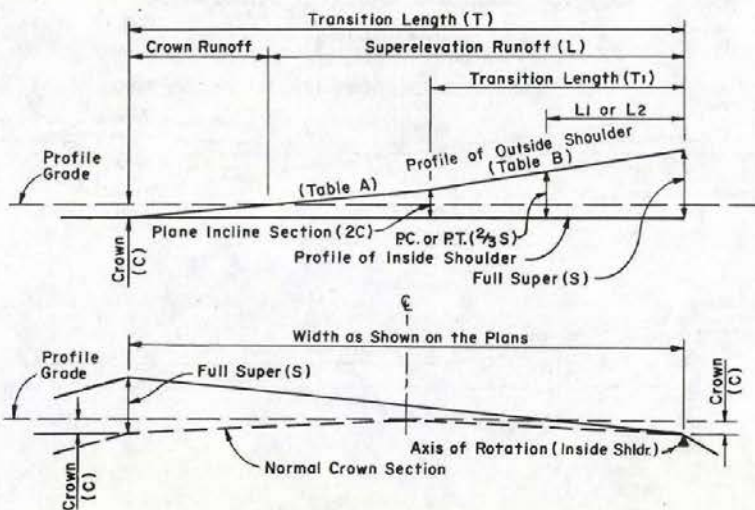 Transition Length (T)
Crown Runoff
Superelevation Runoff (L)
Transition Length (T1)
L1 or L2
Profile of Outside Shoulder
(Table B)
Profile
Grade
(Table A)
Plane Incline Section (2C)
P.C. or P.T. (2/3 S)
Profile of Inside Shoulder
Full Super (S)
Crown
(C)
℄
Width as Shown on the Plans
Profile
Grade
Full Super (S)
Crown
(C)
Axis of Rotation (Inside Shldr.)
Normal Crown Section
Crown
(C)